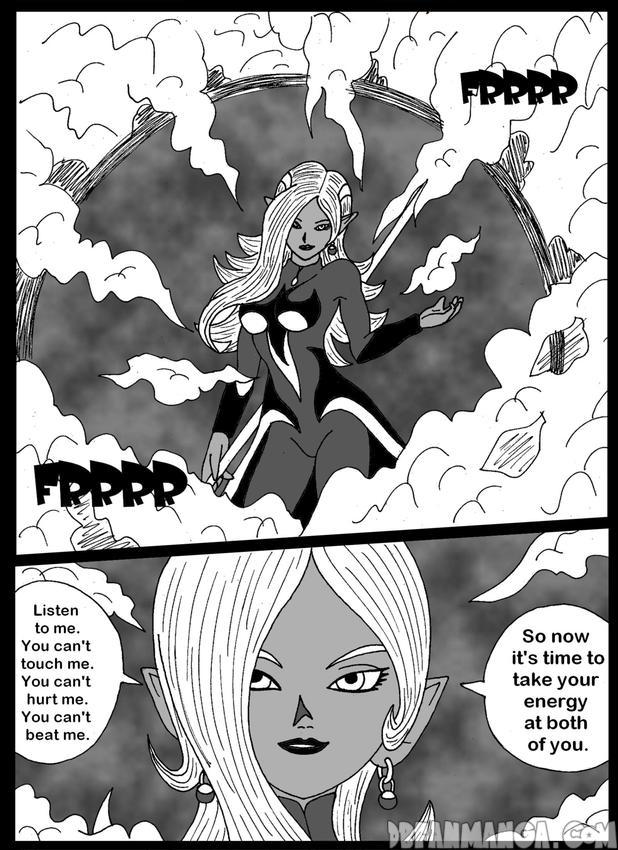 FRRRR
FRRRR
Listen
to me.
You can't
touch me.
You can't
hurt me.
You can't
beat me.
So now
it's time to
take your
energy
at both
of you.
DBFANMANGA.COM